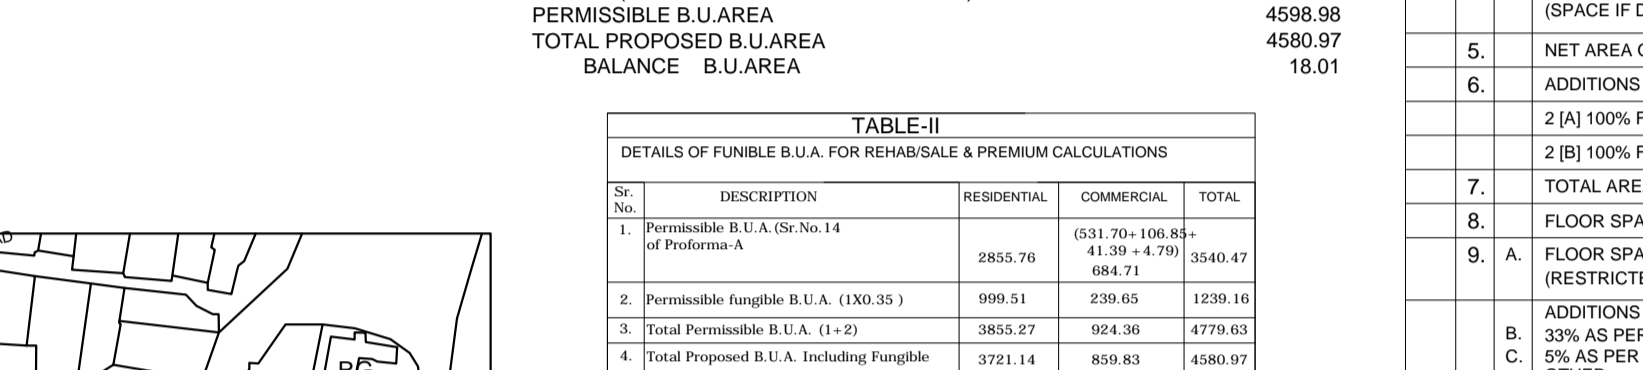 PERMISSIBLE B.U.AREA 4598.98
TOTAL PROPOSED B.U.AREA 4580.97
BALANCE B.U.AREA 18.01
TABLE-II
DETAILS OF FUNIBLE B.U.A. FOR REHAB/SALE & PREMIUM CALCULATIONS
Sr. No. DESCRIPTION RESIDENTIAL COMMERCIAL TOTAL
1. Permissible B.U.A.(Sr.No.14
of Proforma-A 2855.76 (531.70+106.85+
41.39 +4.79)
684.71 3540.47
2. Permissible fungible B.U.A. (1X0.35 ) 999.51 239.65 1239.16
3. Total Permissible B.U.A. (1+2) 3855.27 924.36 4779.63
4. Total Proposed B.U.A. Including Fungible 3721.14 859.83 4580.97
(SPACE IF
5. NET AREA
6. ADDITIONS
2 [A] 100%
2 [B] 100%
7. TOTAL
8. FLOOR
9. A. FLOOR
ADDITIONS
B. 33% AS PER
C. 5% AS PER